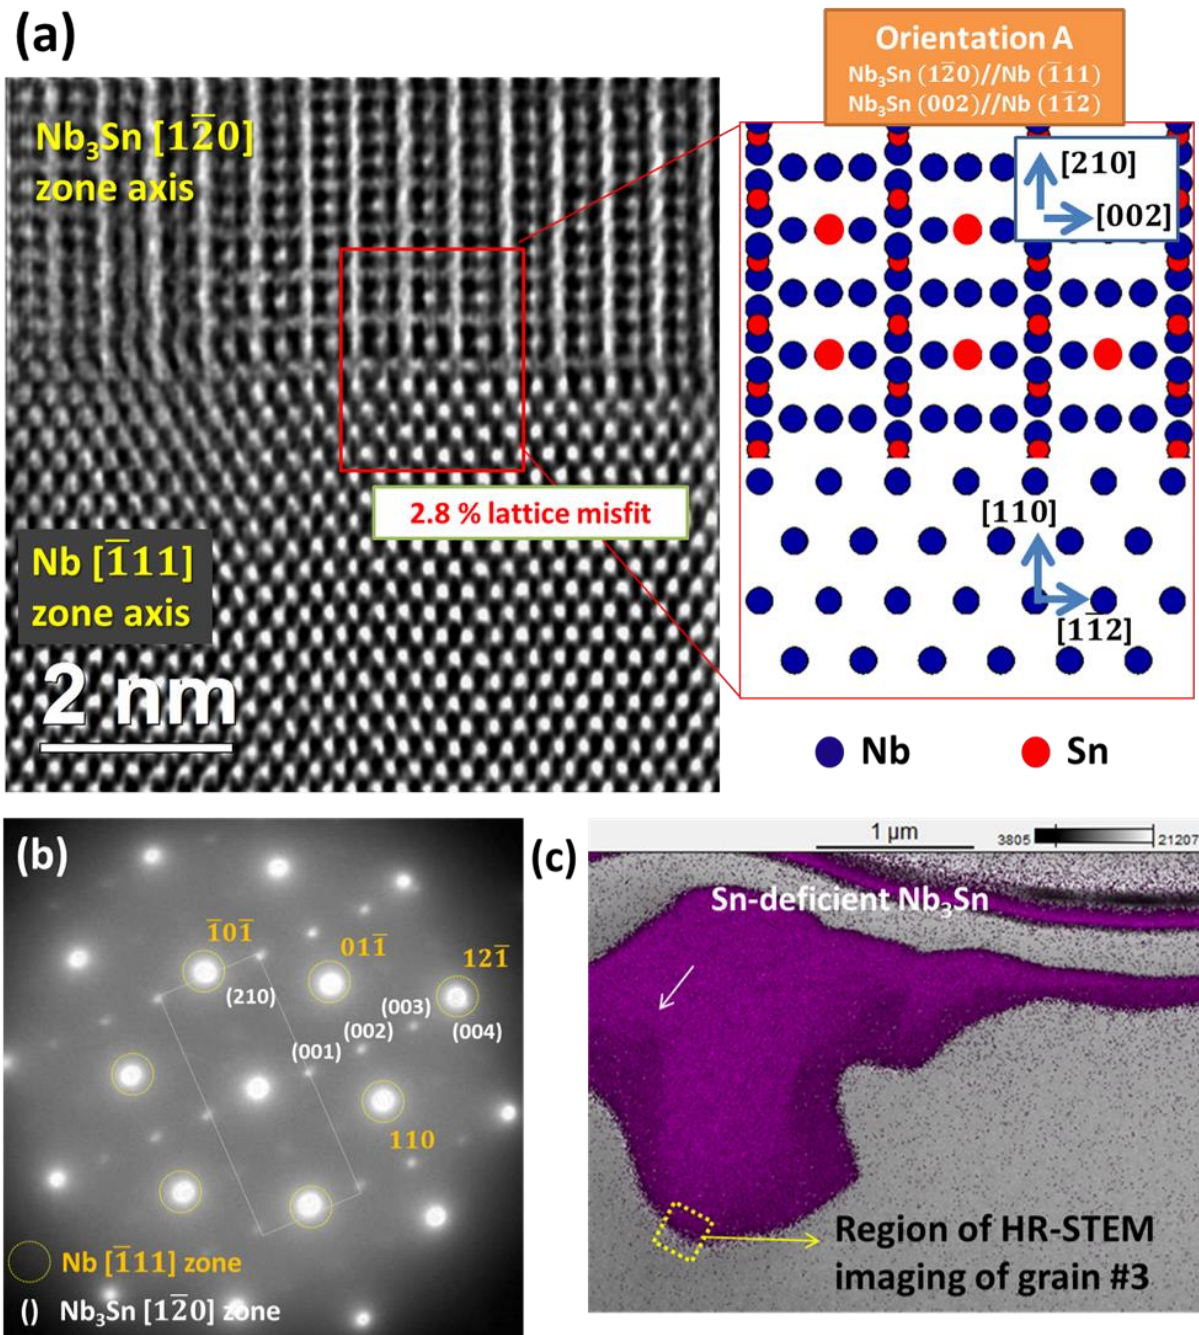 (a)
Nb₃Sn [12̅0]
zone axis
Orientation A
Nb₃Sn (12̅0)//Nb (1̅11)
Nb₃Sn (002)//Nb (11̅2)
[210]
[002]
2.8 % lattice misfit
[110]
[11̅2]
Nb [1̅11]
zone axis
2 nm
Nb
Sn
(b)
1̅01̅
011̅
121̅
(210)
(003)
(002)
(004)
(001)
110
Nb [1̅11] zone
() Nb₃Sn [12̅0] zone
(c)
1 µm
3805
21207
Sn-deficient Nb₃Sn
Region of HR-STEM
imaging of grain #3